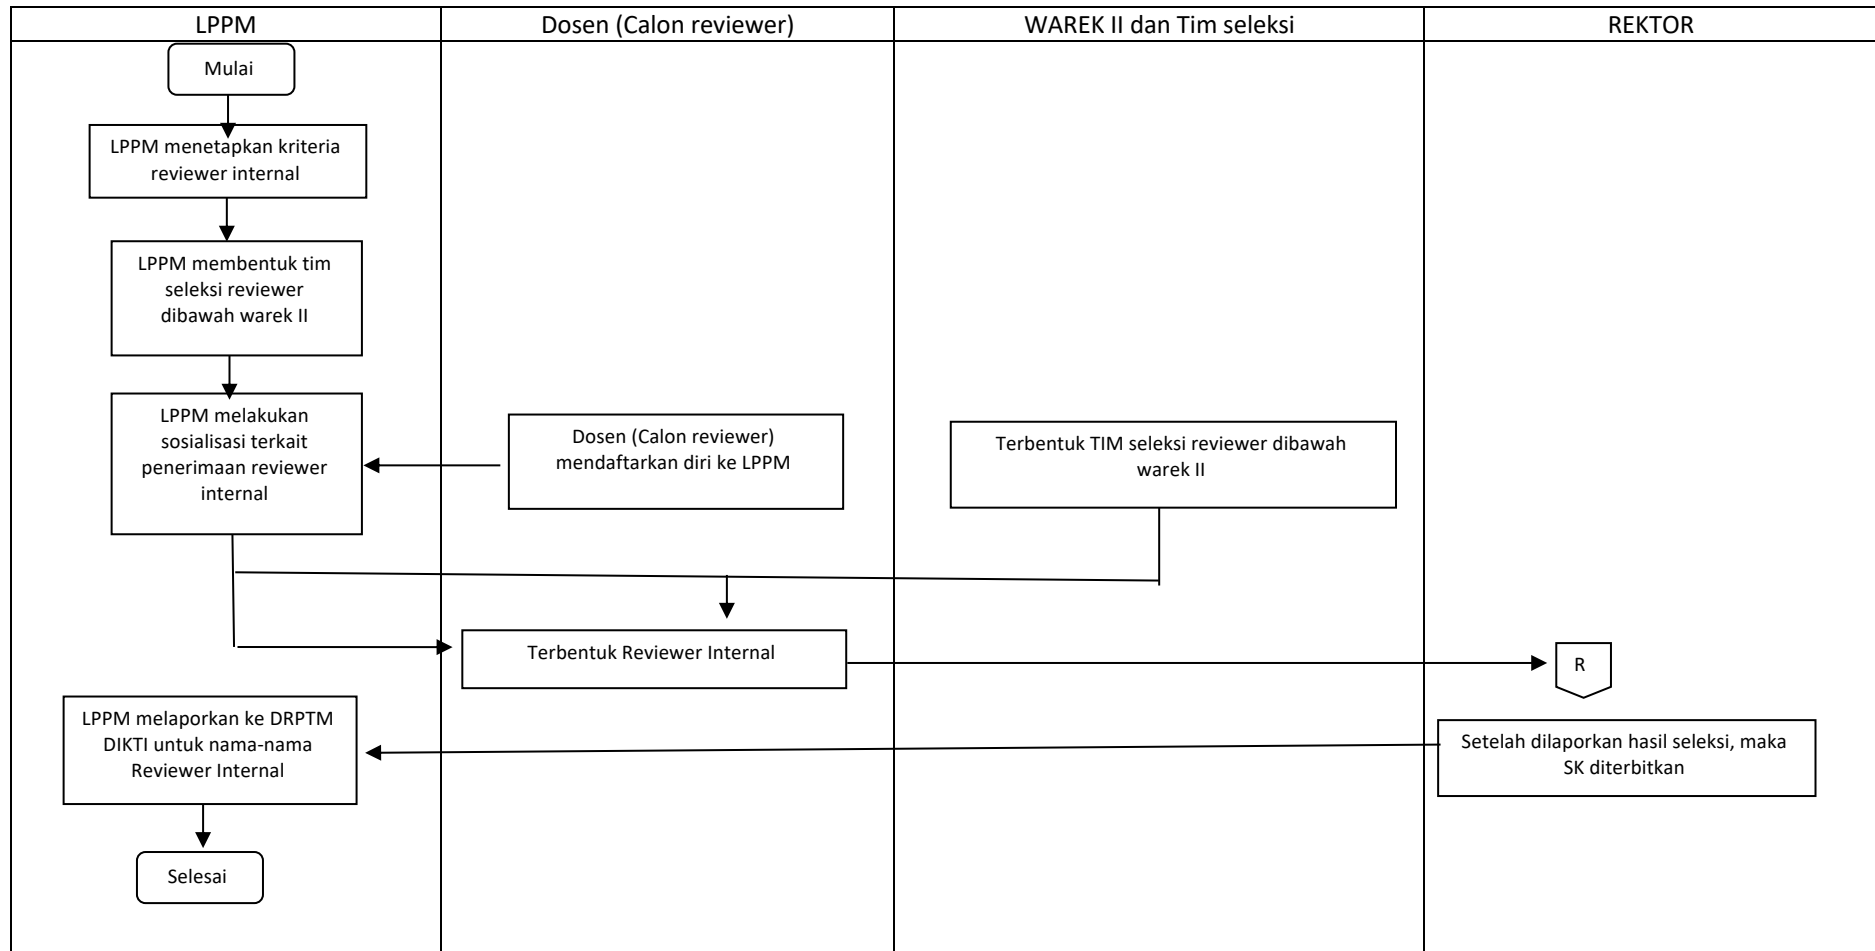 LPPM
Dosen (Calon reviewer)
WAREK II dan Tim seleksi
REKTOR
Mulai
LPPM menetapkan kriteria
reviewer internal
LPPM membentuk tim
seleksi reviewer
dibawah warek II
LPPM melakukan
sosialisasi terkait
penerimaan reviewer
internal
Dosen (Calon reviewer)
mendaftarkan diri ke LPPM
Terbentuk TIM seleksi reviewer dibawah
warek II
Terbentuk Reviewer Internal
R
LPPM melaporkan ke DRPTM
DIKTI untuk nama-nama
Reviewer Internal
Setelah dilaporkan hasil seleksi, maka
SK diterbitkan
Selesai